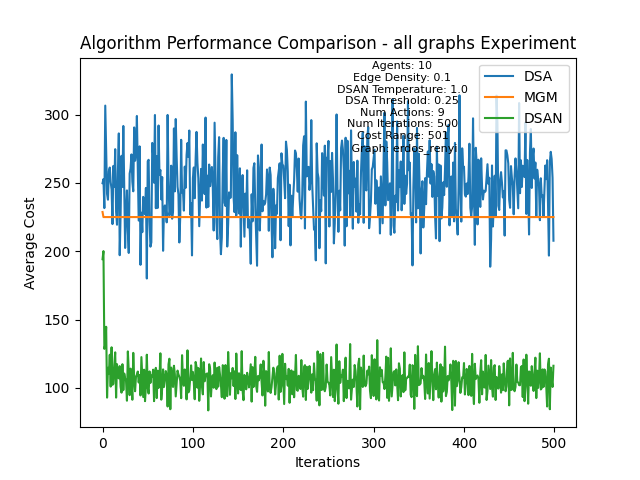 Algorithm Performance Comparison - all graphs Experiment
Agents: 10
Edge Density: 0.1
DSAN Temperature: 1.0
DSA Threshold: 0.25
Num Actions: 9
Num Iterations: 500
Cost Range: 501
Graph: erdos_renyi
DSA
MGM
DSAN
Average Cost
300
250
200
150
100
0
100
200
300
400
500
Iterations